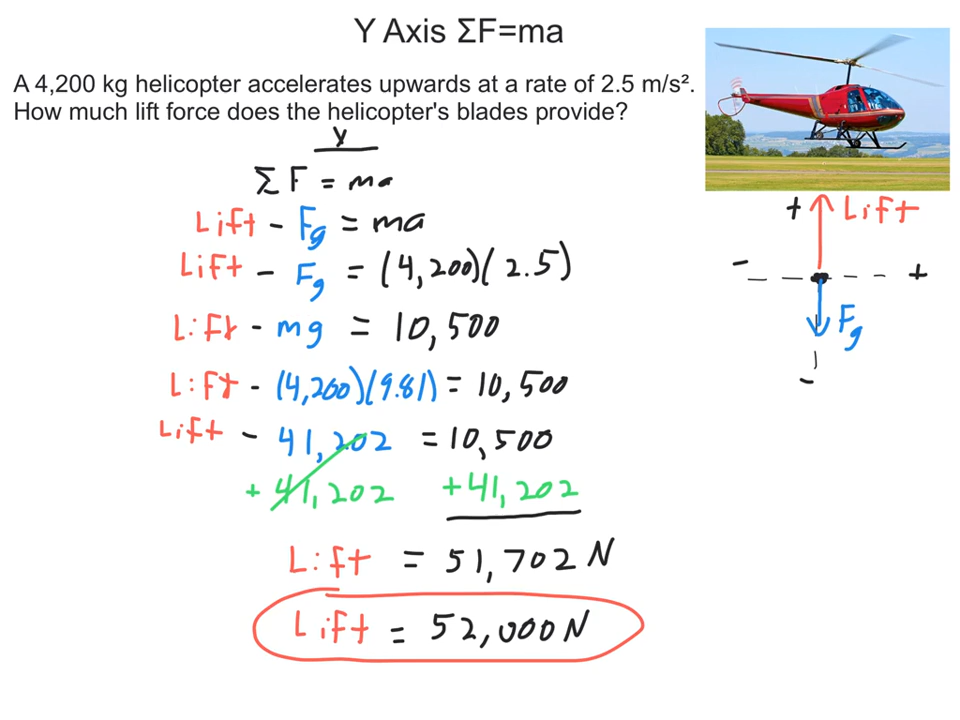 Y Axis ΣF=ma
A 4,200 kg helicopter accelerates upwards at a rate of 2.5 m/s².
How much lift force does the helicopter's blades provide?
Y
ΣF = ma
Lift - Fg = ma
Lift - Fg = (4,200)(2.5)
Lift - mg = 10,500
Lift - (4,200)(9.81) = 10,500
Lift - 41,202 = 10,500
+ 41,202 +41,202
Lift = 51,702 N
Lift = 52,000 N
+ Lift
- +
Fg
-